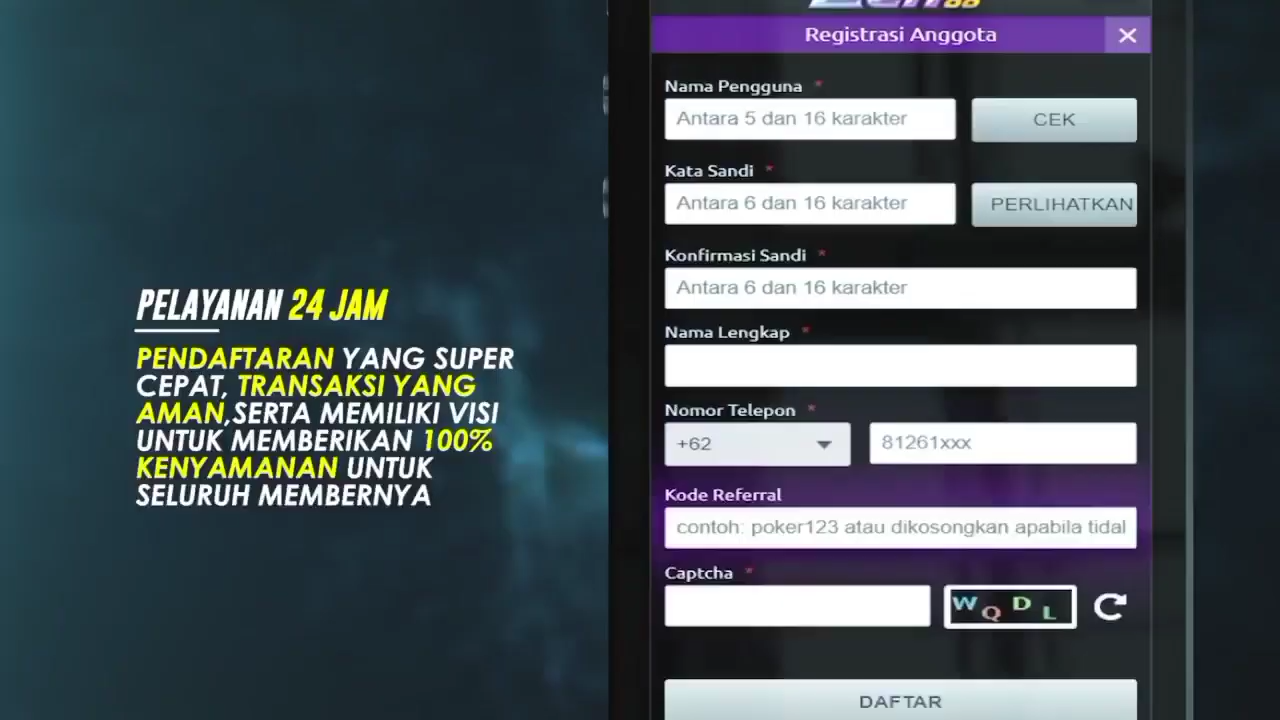 PELAYANAN 24 JAM
PENDAFTARAN YANG SUPER
CEPAT, TRANSAKSI YANG
AMAN,SERTA MEMILIKI VISI
UNTUK MEMBERIKAN 100%
KENYAMANAN UNTUK
SELURUH MEMBERNYA
Registrasi Anggota
Nama Pengguna *
Antara 5 dan 16 karakter
CEK
Kata Sandi *
Antara 6 dan 16 karakter
PERLIHATKAN
Konfirmasi Sandi *
Antara 6 dan 16 karakter
Nama Lengkap *
Nomor Telepon *
+62
81261xxx
Kode Referral
contoh: poker123 atau dikosongkan apabila tidal
Captcha *
W Q D L
DAFTAR